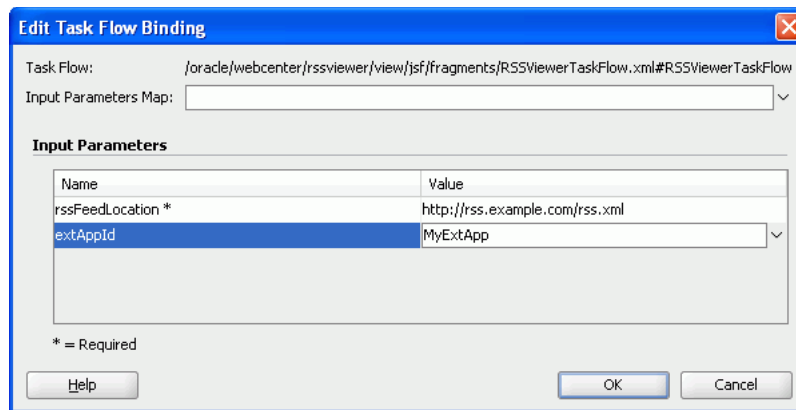 Edit Task Flow Binding
Task Flow: /oracle/webcenter/rssviewer/view/jsf/fragments/RSSViewerTaskFlow.xml#RSSViewerTaskFlow
Input Parameters Map:
Input Parameters
Name Value
rssFeedLocation * http://rss.example.com/rss.xml
extAppId MyExtApp
* = Required
Help OK Cancel